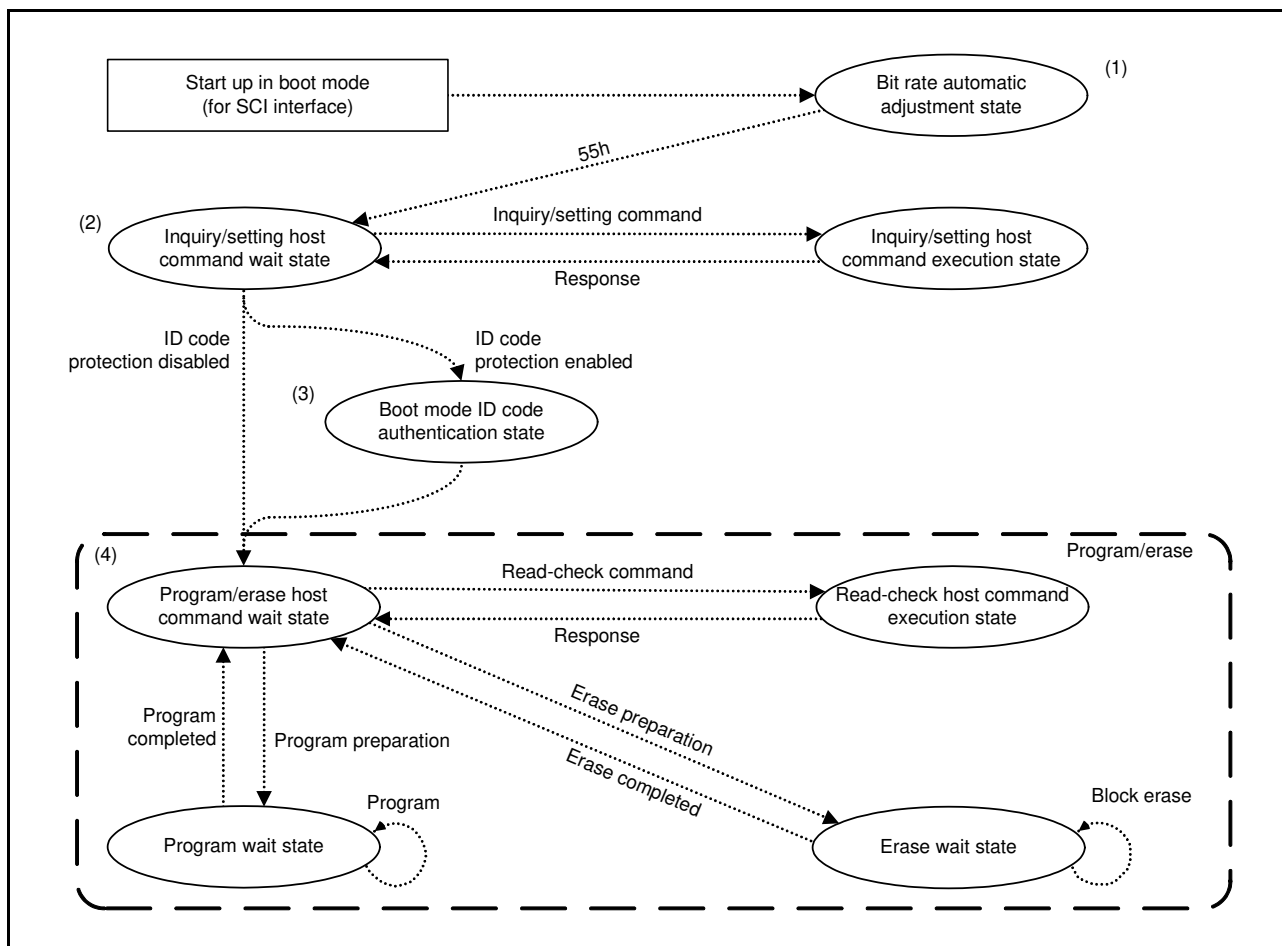 Start up in boot mode
(for SCI interface)
Bit rate automatic
adjustment state
(1)
55h
(2)
Inquiry/setting host
command wait state
Inquiry/setting command
Response
Inquiry/setting host
command execution state
ID code
protection disabled
ID code
protection enabled
(3)
Boot mode ID code
authentication state
(4)
Program/erase
Program/erase host
command wait state
Read-check command
Response
Read-check host command
execution state
Program
completed
Program preparation
Erase preparation
Erase completed
Program
Program wait state
Block erase
Erase wait state